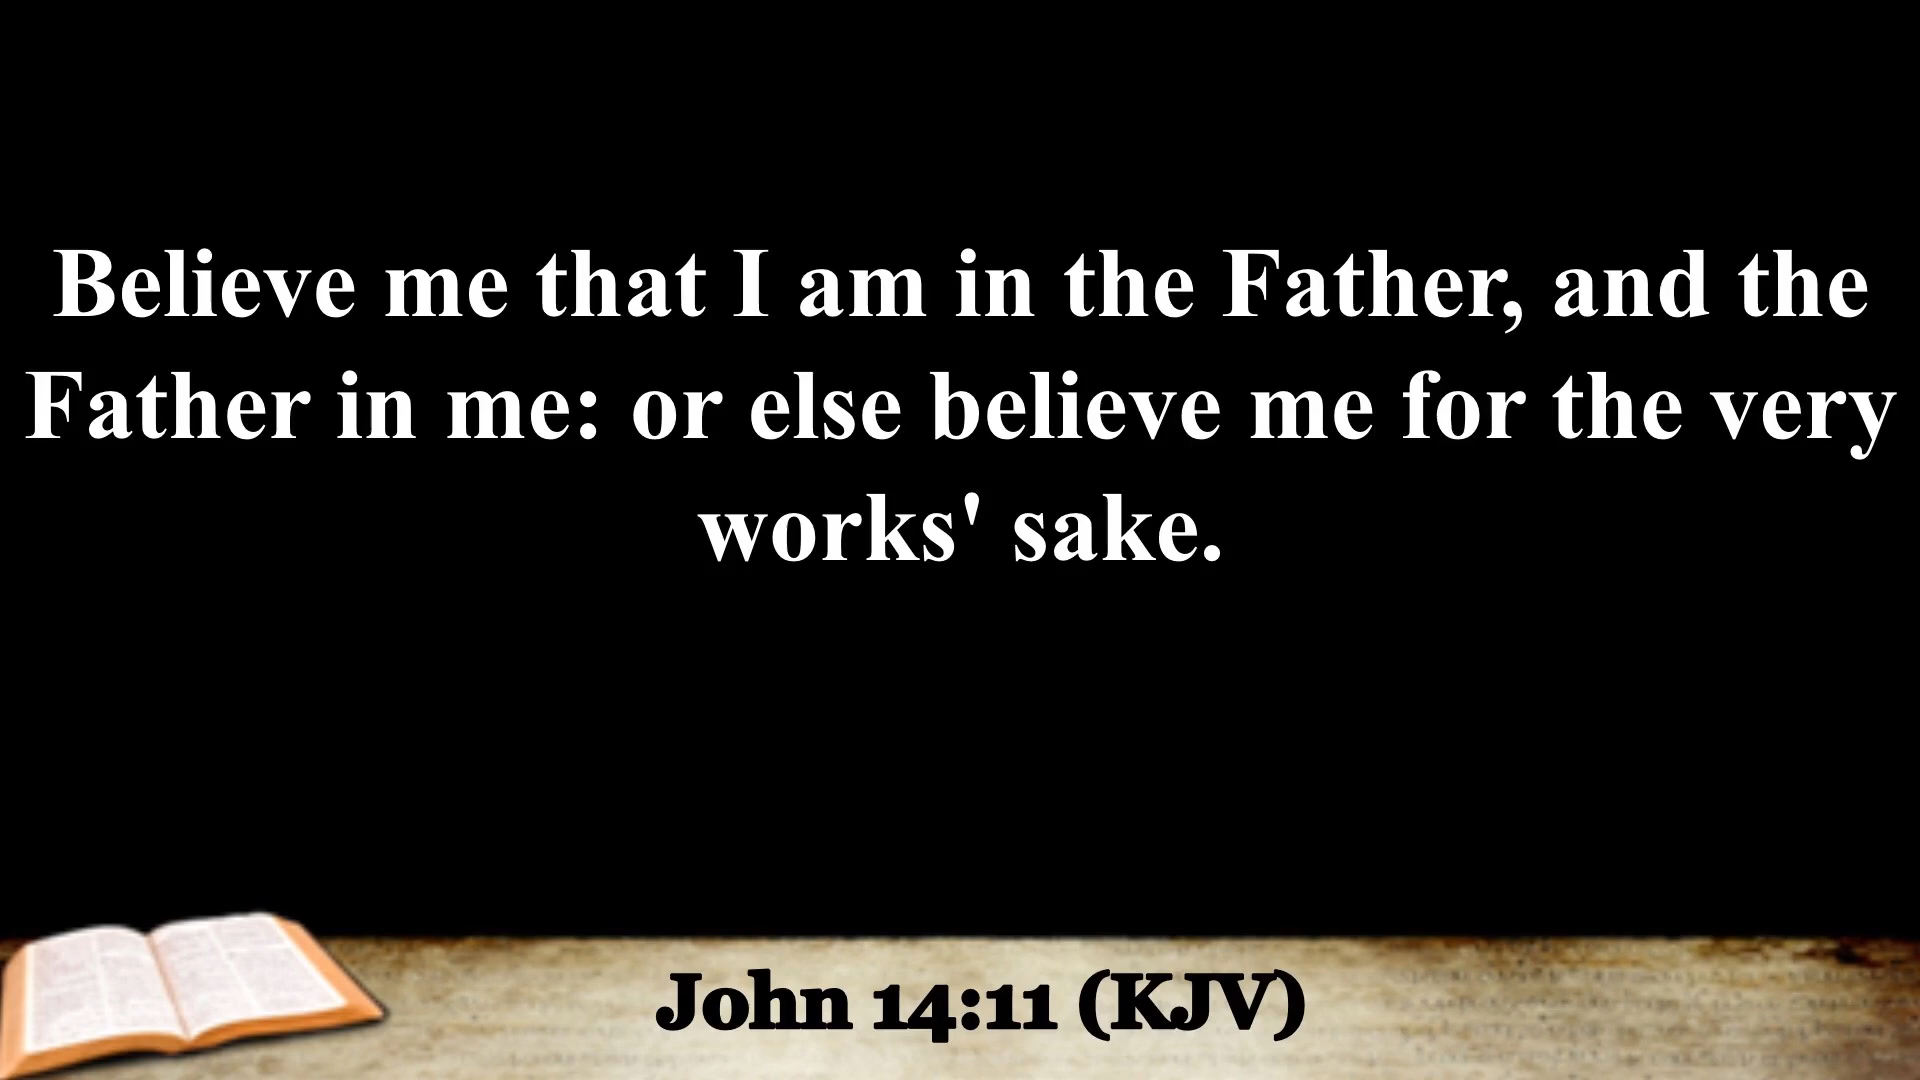 Believe me that I am in the Father, and the
Father in me: or else believe me for the very
works' sake.
John 14:11 (KJV)